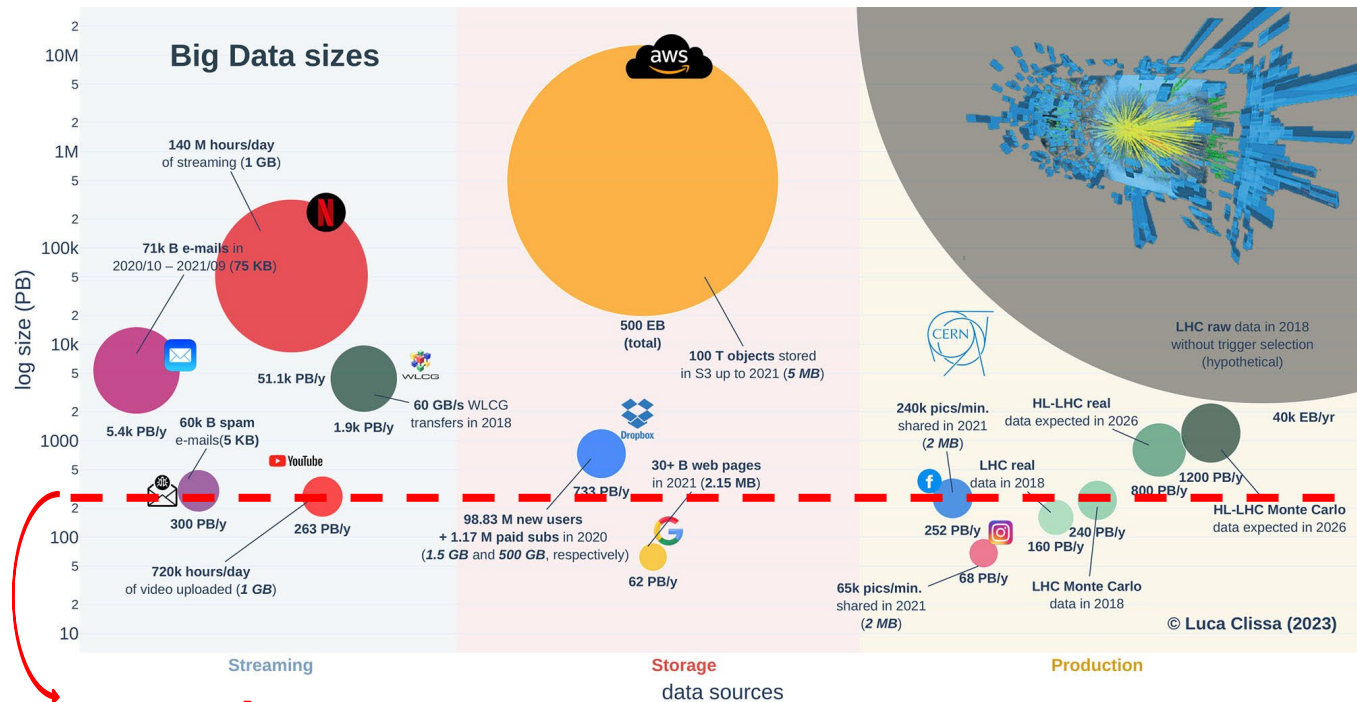 Big Data sizes
log size (PB)
2
10M
5
2
1M
5
2
100k
5
2
10k
5
2
1000
5
2
100
5
2
10
140 M hours/day
of streaming (1 GB)
N
71k B e-mails in
2020/10 – 2021/09 (75 KB)
5.4k PB/y
51.1k PB/y
WLCG
60 GB/s WLCG
transfers in 2018
1.9k PB/y
60k B spam
e-mails(5 KB)
300 PB/y
YouTube
263 PB/y
720k hours/day
of video uploaded (1 GB)
aws
500 EB
(total)
100 T objects stored
in S3 up to 2021 (5 MB)
Dropbox
733 PB/y
98.83 M new users
+ 1.17 M paid subs in 2020
(1.5 GB and 500 GB, respectively)
30+ B web pages
in 2021 (2.15 MB)
G
62 PB/y
CERN
LHC raw data in 2018
without trigger selection
(hypothetical)
40k EB/yr
240k pics/min.
shared in 2021
(2 MB)
f
252 PB/y
HL-LHC real
data expected in 2026
800 PB/y
1200 PB/y
HL-LHC Monte Carlo
data expected in 2026
LHC real
data in 2018
160 PB/y
240 PB/y
LHC Monte Carlo
data in 2018
65k pics/min.
shared in 2021
(2 MB)
68 PB/y
© Luca Clissa (2023)
Streaming
Storage
Production
data sources